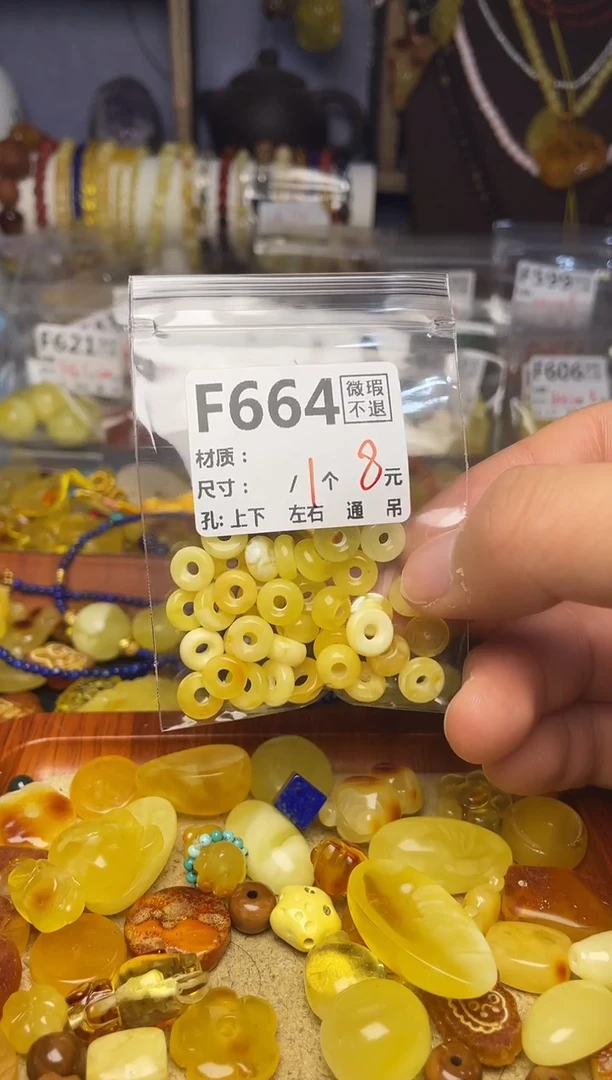 F664 微瑕
不退
材质：
尺寸： /1个 8元
孔: 上下 左右 通 吊
F621
F599
F606